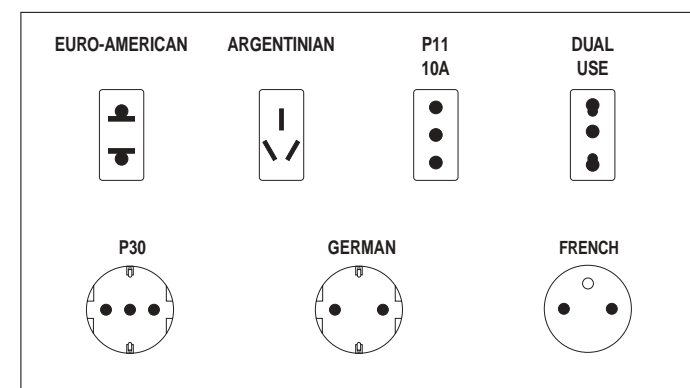 EURO-AMERICAN
ARGENTINIAN
P11
10A
DUAL
USE
P30
GERMAN
FRENCH